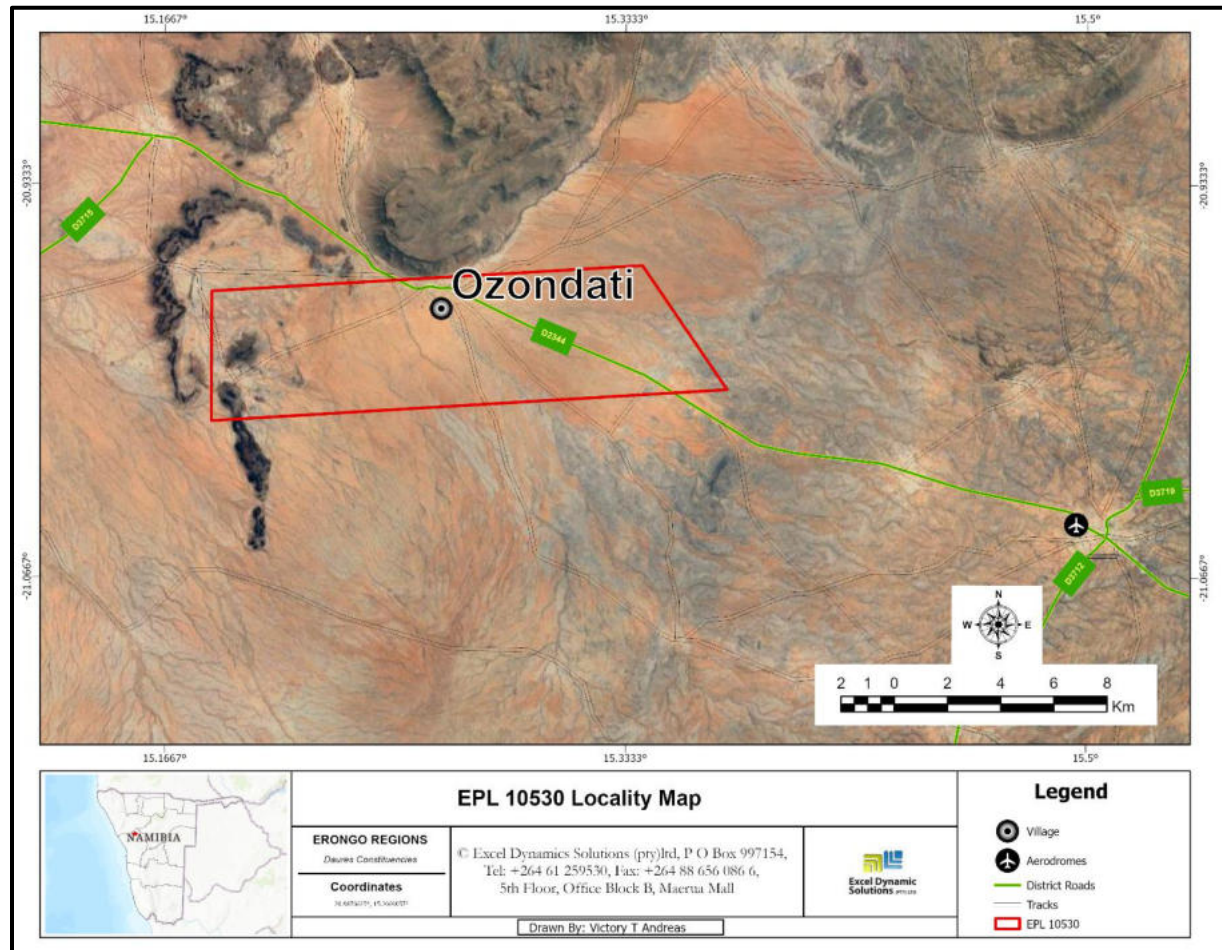 15.1667°
15.3333°
15.5°
-20.9333°
-20.9333°
D3715
Ozondati
D2344
D3719
D3712
-21.0667°
-21.0667°
N
W E
S
2 1 0 2 4 6 8
Km
15.1667°
15.3333°
15.5°
NAMIBIA
EPL 10530 Locality Map
ERONGO REGIONS
Daures Constituencies
Coordinates
© Excel Dynamics Solutions (pty)ltd, P O Box 997154,
Tel: +264 61 259530, Fax: +264 88 656 086 6,
5th Floor, Office Block B, Maerua Mall
Drawn By: Victory T Andreas
Excel Dynamic
Solutions (PTY) LTD
Legend
Village
Aerodromes
District Roads
Tracks
EPL 10530